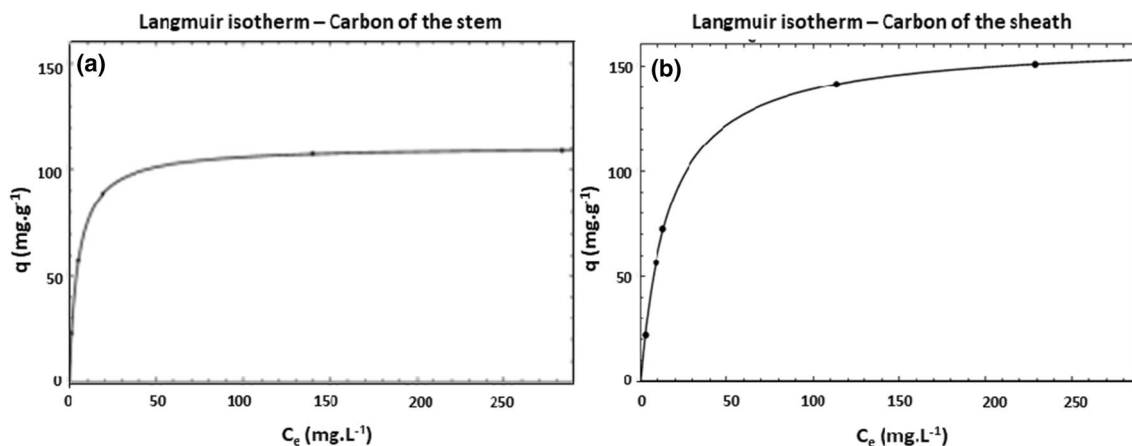 Langmuir isotherm – Carbon of the stem
(a)
150
100
50
0
q (mg.g⁻¹)
0 50 100 150 200 250
Cₑ (mg.L⁻¹)
Langmuir isotherm – Carbon of the sheath
(b)
150
100
50
0
q (mg.g⁻¹)
0 50 100 150 200 250
Cₑ (mg.L⁻¹)